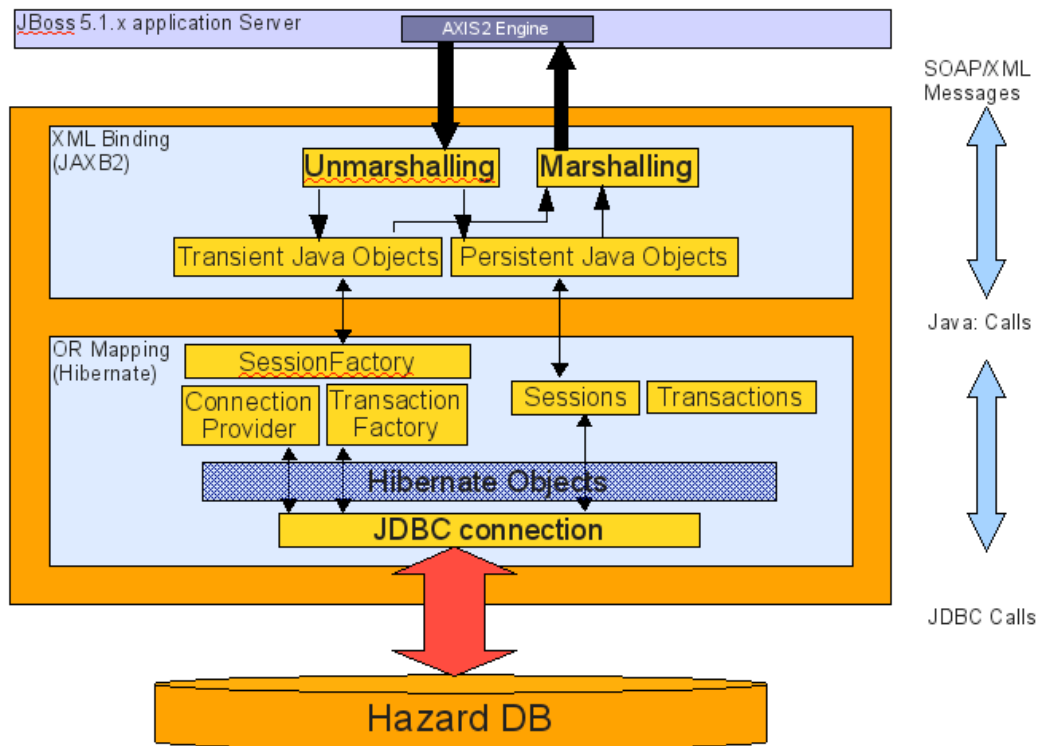 JBoss 5.1.x application Server
AXIS2 Engine
SOAP/XML
Messages
XML Binding
(JAXB2)
Unmarshalling
Marshalling
Transient Java Objects
Persistent Java Objects
Java: Calls
OR Mapping
(Hibernate)
SessionFactory
Connection
Provider
Transaction
Factory
Sessions
Transactions
Hibernate Objects
JDBC connection
JDBC Calls
Hazard DB